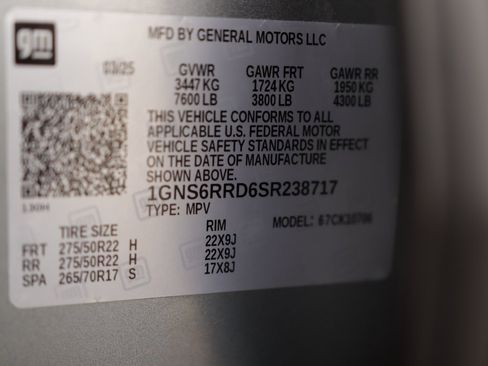 gm
MFD BY GENERAL MOTORS LLC
03/25 GVWR GAWR FRT GAWR RR
3447 KG 1724 KG 1950 KG
7600 LB 3800 LB 4300 LB
THIS VEHICLE CONFORMS TO ALL
APPLICABLE U.S. FEDERAL MOTOR
VEHICLE SAFETY STANDARDS IN EFFECT
ON THE DATE OF MANUFACTURE
SHOWN ABOVE.
1GNS6RRD6SR238717
TYPE: MPV MODEL:
TIRE SIZE RIM
FRT 275/50R22 H 22X9J
RR 275/50R22 H 22X9J
SPA 265/70R17 S 17X8J